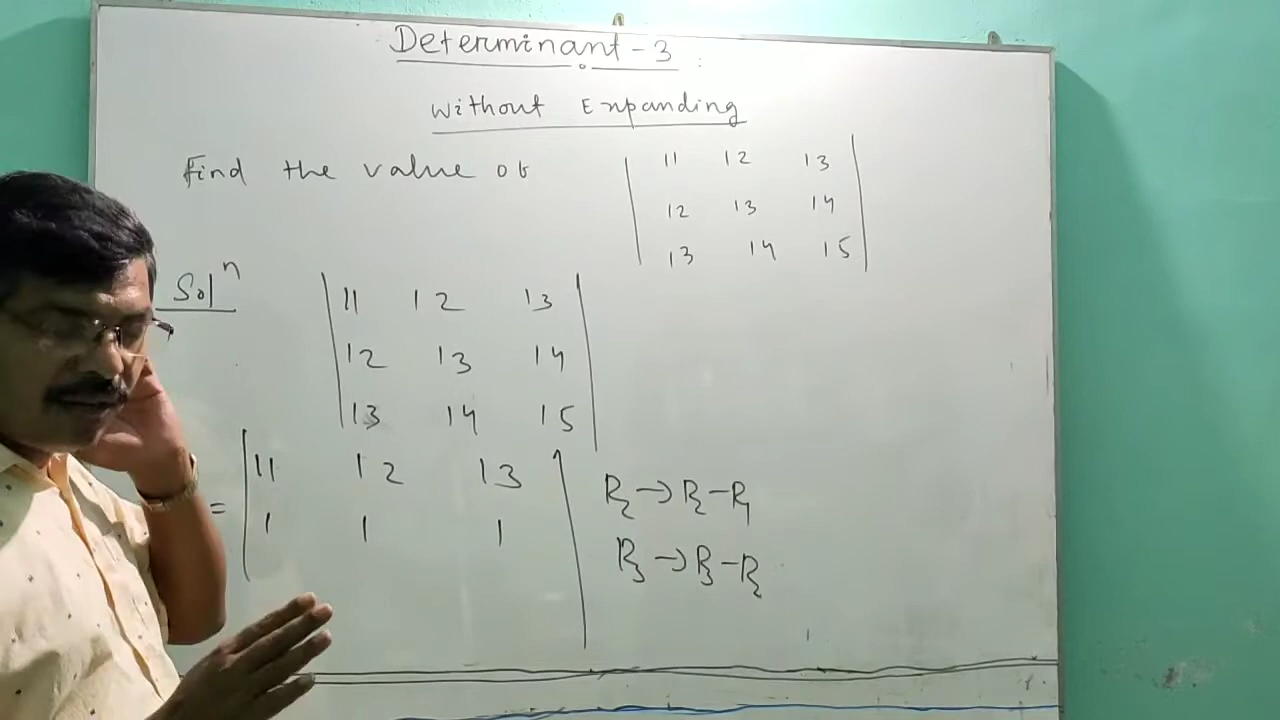 Determinant - 3
without Expanding
Find the value of
11 12 13
12 13 14
13 14 15
Solⁿ
11 12 13
12 13 14
13 14 15
= 11 12 13
1 1 1
R₂ → R₂ - R₁
R₃ → R₃ - R₂